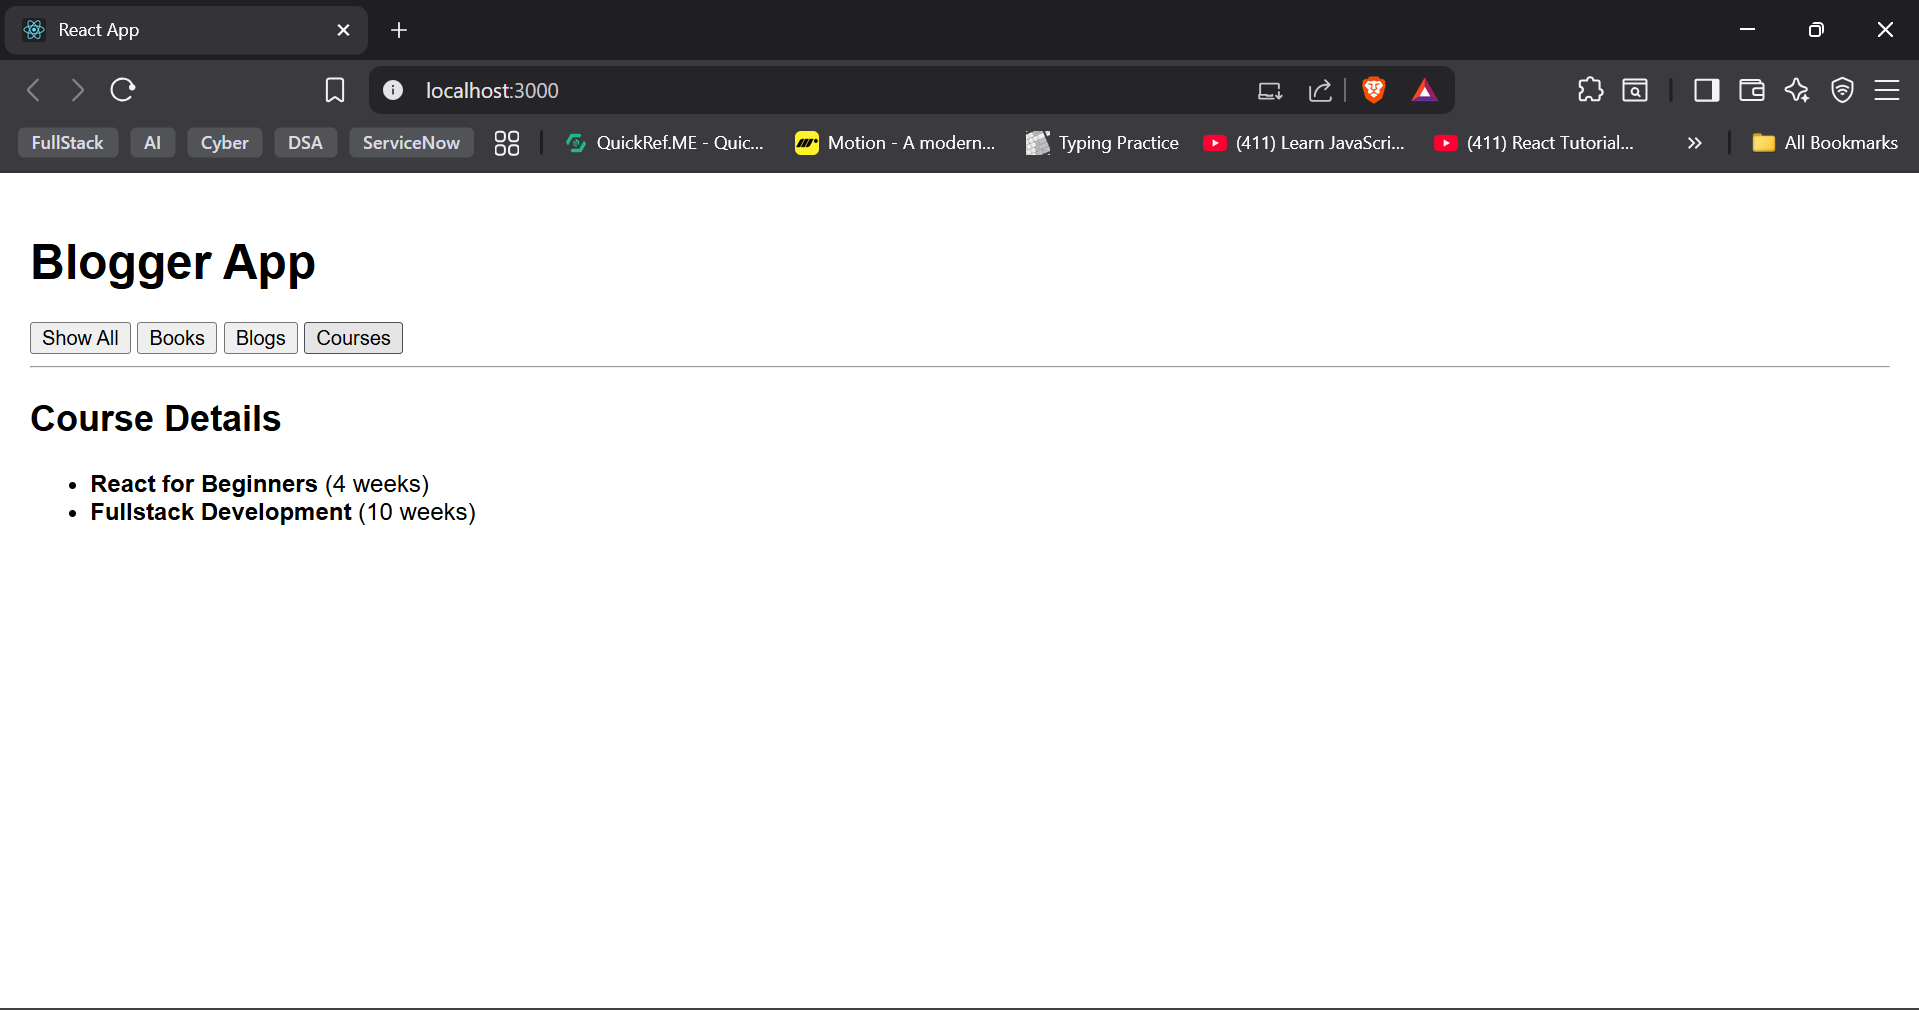 React App
localhost:3000
FullStack AI Cyber DSA ServiceNow QuickRef.ME - Quic... Motion - A modern... Typing Practice (411) Learn JavaScri... (411) React Tutorial... » All Bookmarks
Blogger App
Show All Books Blogs Courses
Course Details
• React for Beginners (4 weeks)
• Fullstack Development (10 weeks)